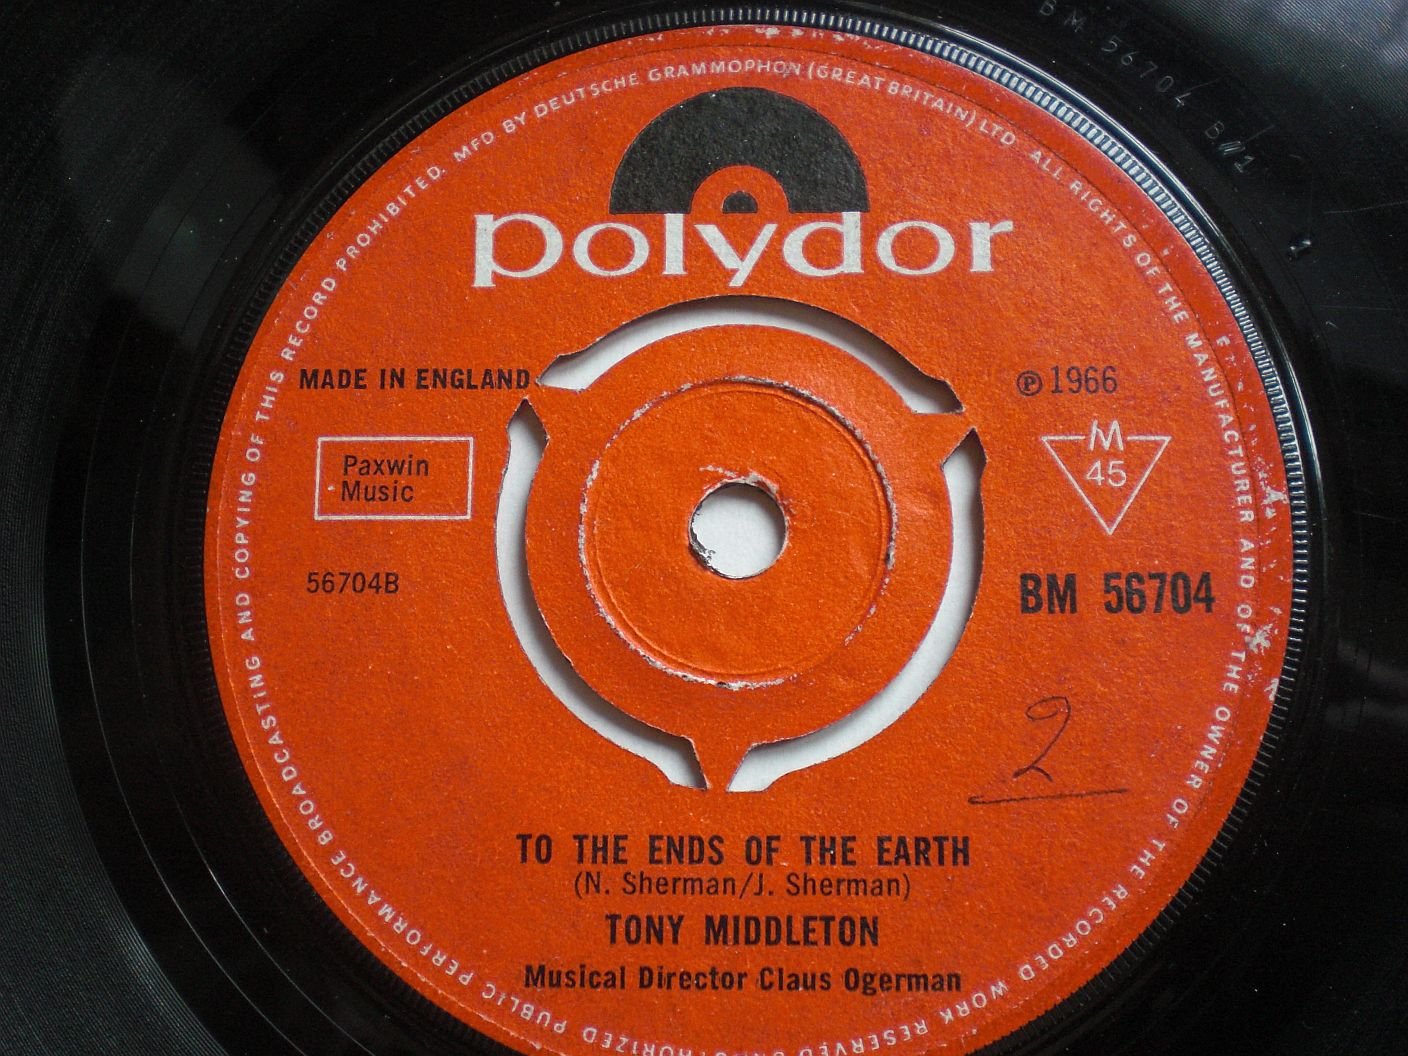 MFD BY DEUTSCHE GRAMMOPHON (GREAT BRITAIN) LTD. ALL RIGHTS OF THE MANUFACTURER AND OF THE OWNER OF THE RECORDED WORK RESERVED UNAUTHORIZED PUBLIC PERFORMANCE BROADCASTING AND COPYING OF THIS RECORD PROHIBITED.
BM 56704 B
polydor
MADE IN ENGLAND
℗ 1966
Paxwin
Music
M
45
56704B
BM 56704
2
TO THE ENDS OF THE EARTH
(N. Sherman/J. Sherman)
TONY MIDDLETON
Musical Director Claus Ogerman